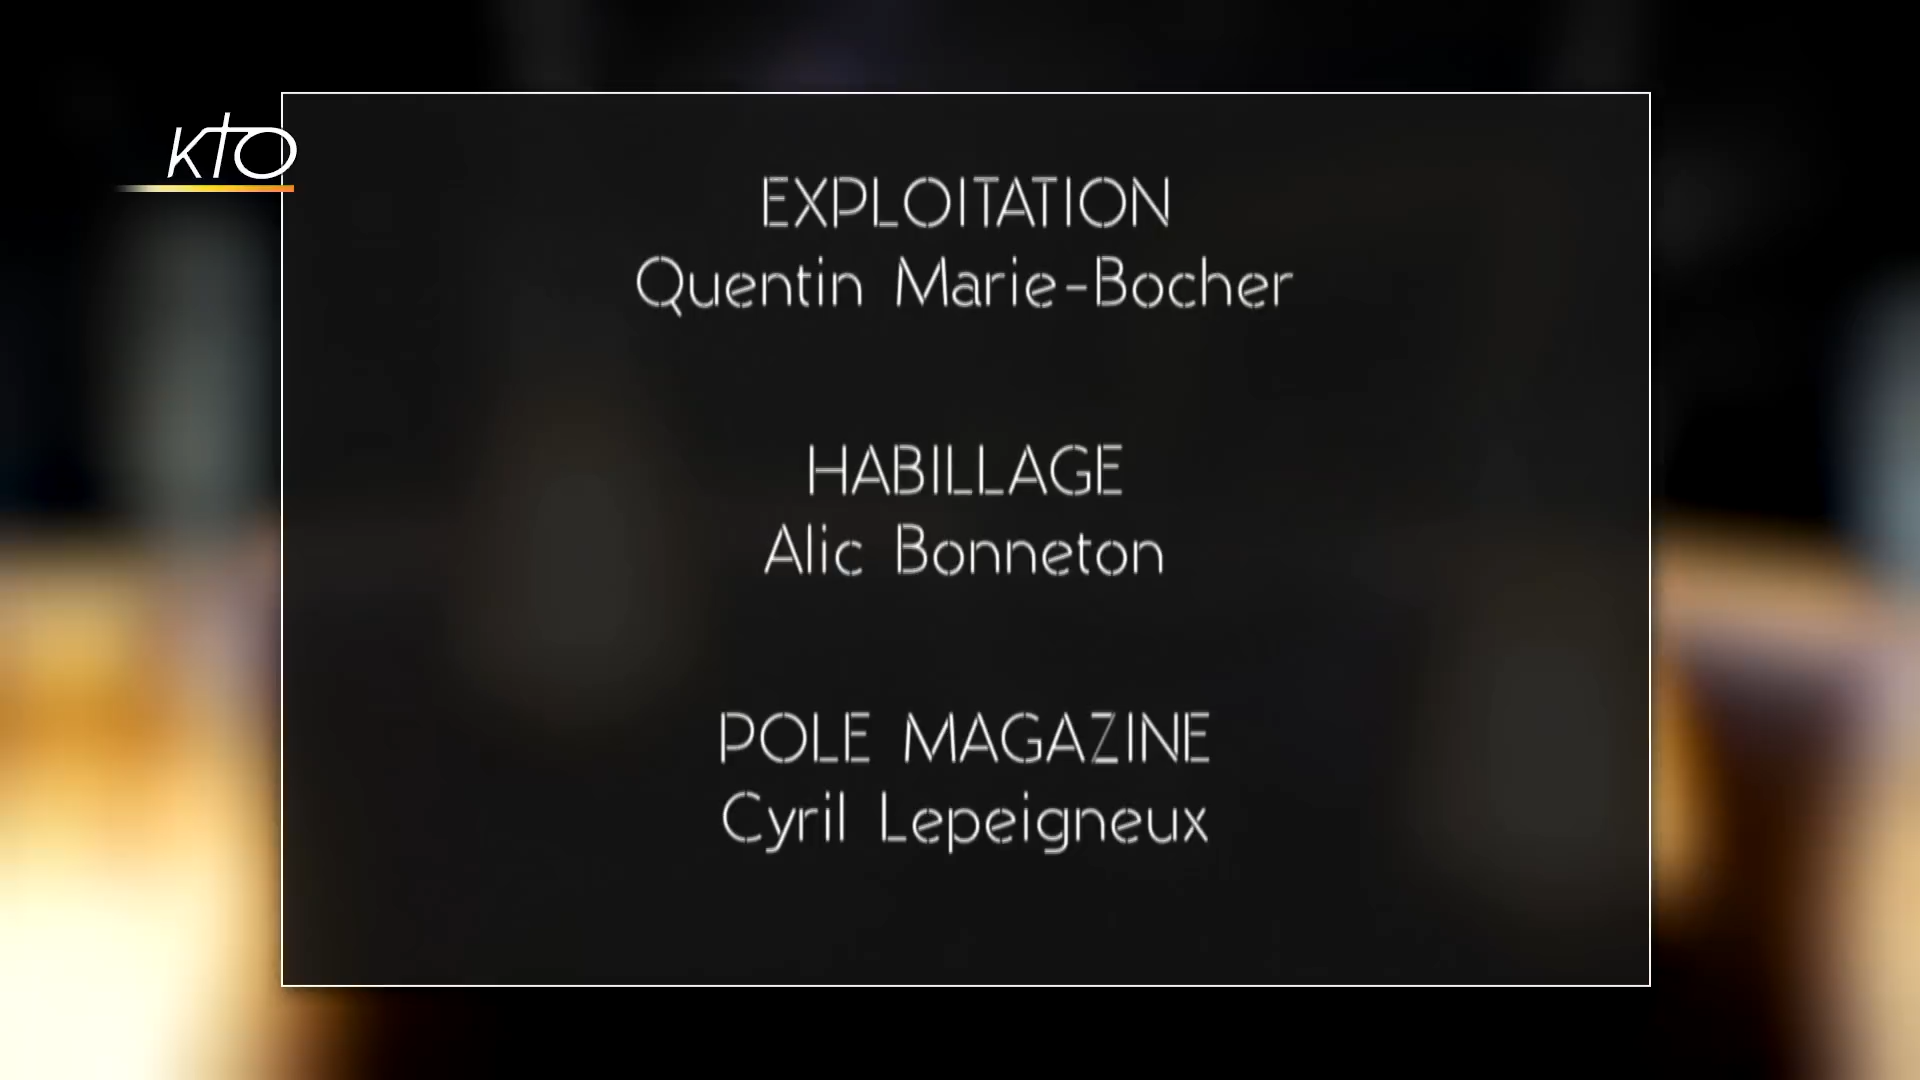 KTO
EXPLOITATION
Quentin Marie-Bocher
HABILLAGE
Alic Bonneton
POLE MAGAZINE
Cyril Lepeigneux